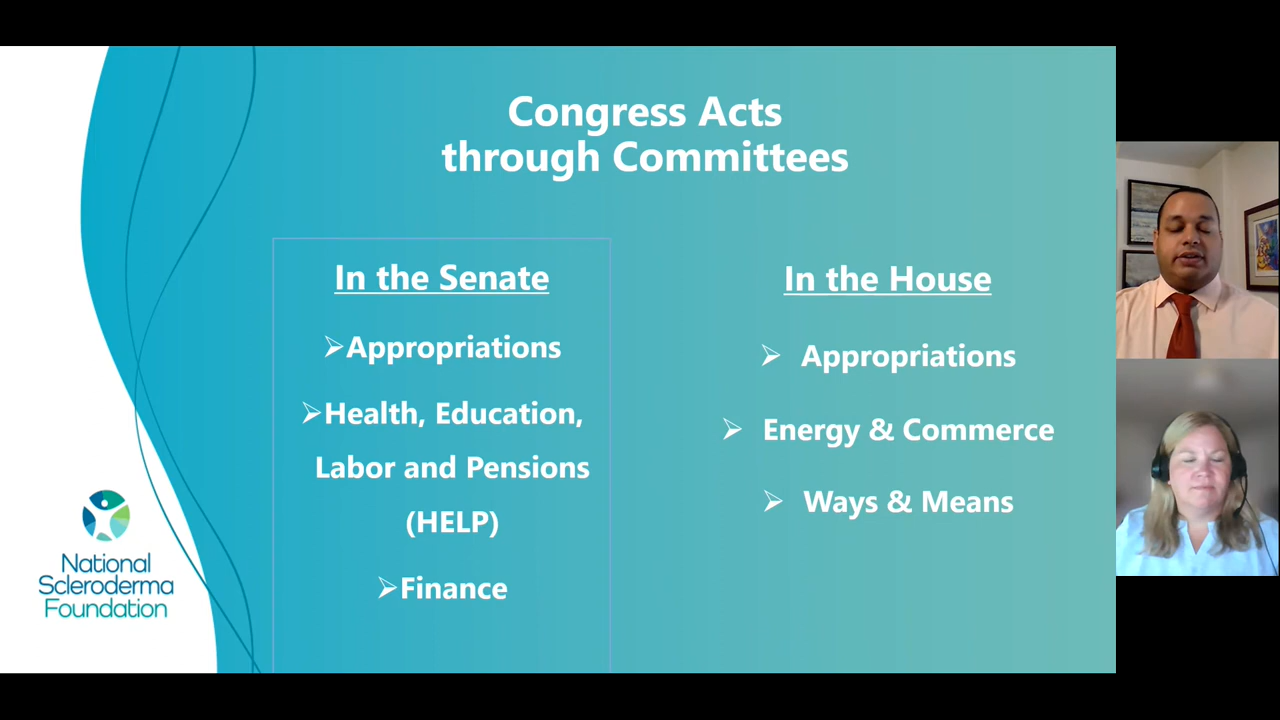 Congress Acts
through Committees
In the Senate
➢Appropriations
➢Health, Education,
Labor and Pensions
(HELP)
➢Finance
In the House
➢ Appropriations
➢ Energy & Commerce
➢ Ways & Means
National
Scleroderma
Foundation